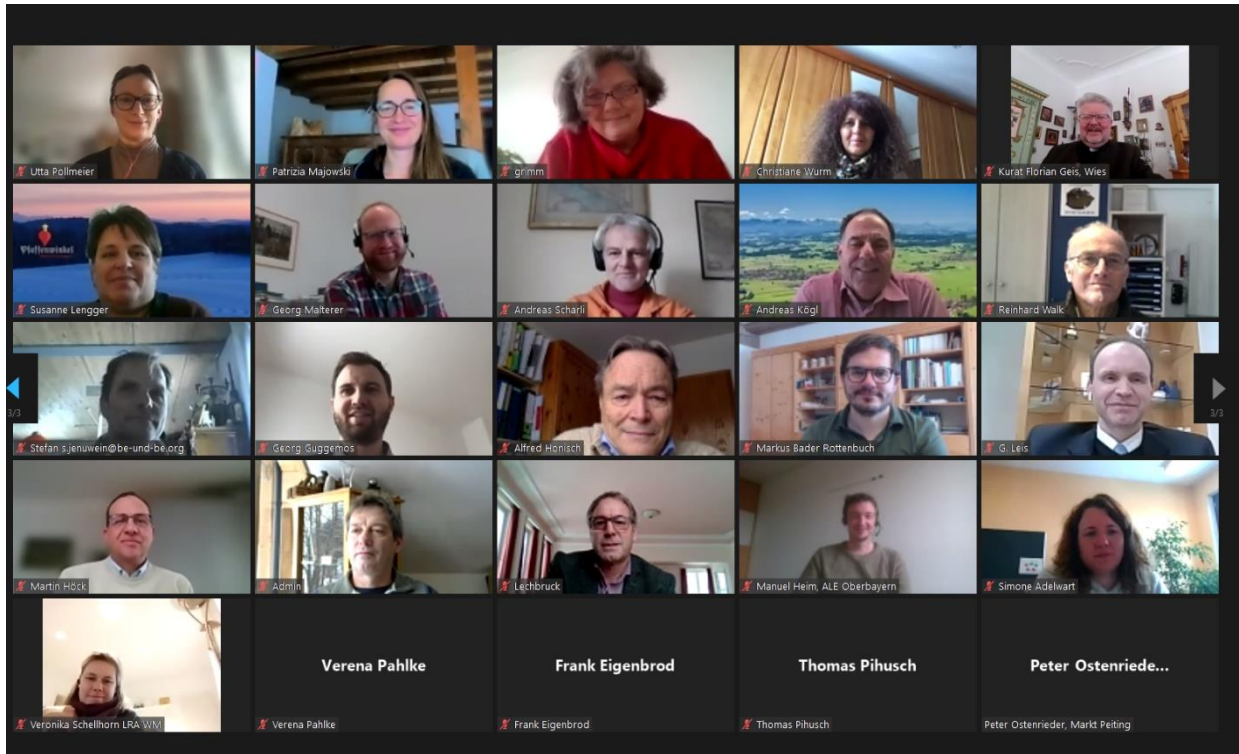 Utta Pollmeier
Patrizia Majowski
grimm
Christiane Wurm
Kurat Florian Geis, Wies
Pfaffenwinkel
Susanne Lengger
Georg Malterer
Andreas Scharli
Andreas Kögl
Reinhard Walk
3/3
Stefan s.jenuwein@be-und-be.org
Georg Guggemos
Alfred Honisch
Markus Bader Rottenbuch
G. Leis
3/3
Martin Höck
Admin
Lechbruck
Manuel Heim, ALE Oberbayern
Simone Adelwart
Veronika Schellhorn LRA WM
Verena Pahlke
Verena Pahlke
Frank Eigenbrod
Frank Eigenbrod
Thomas Pihusch
Thomas Pihusch
Peter Ostenriede...
Peter Ostenrieder, Markt Peiting